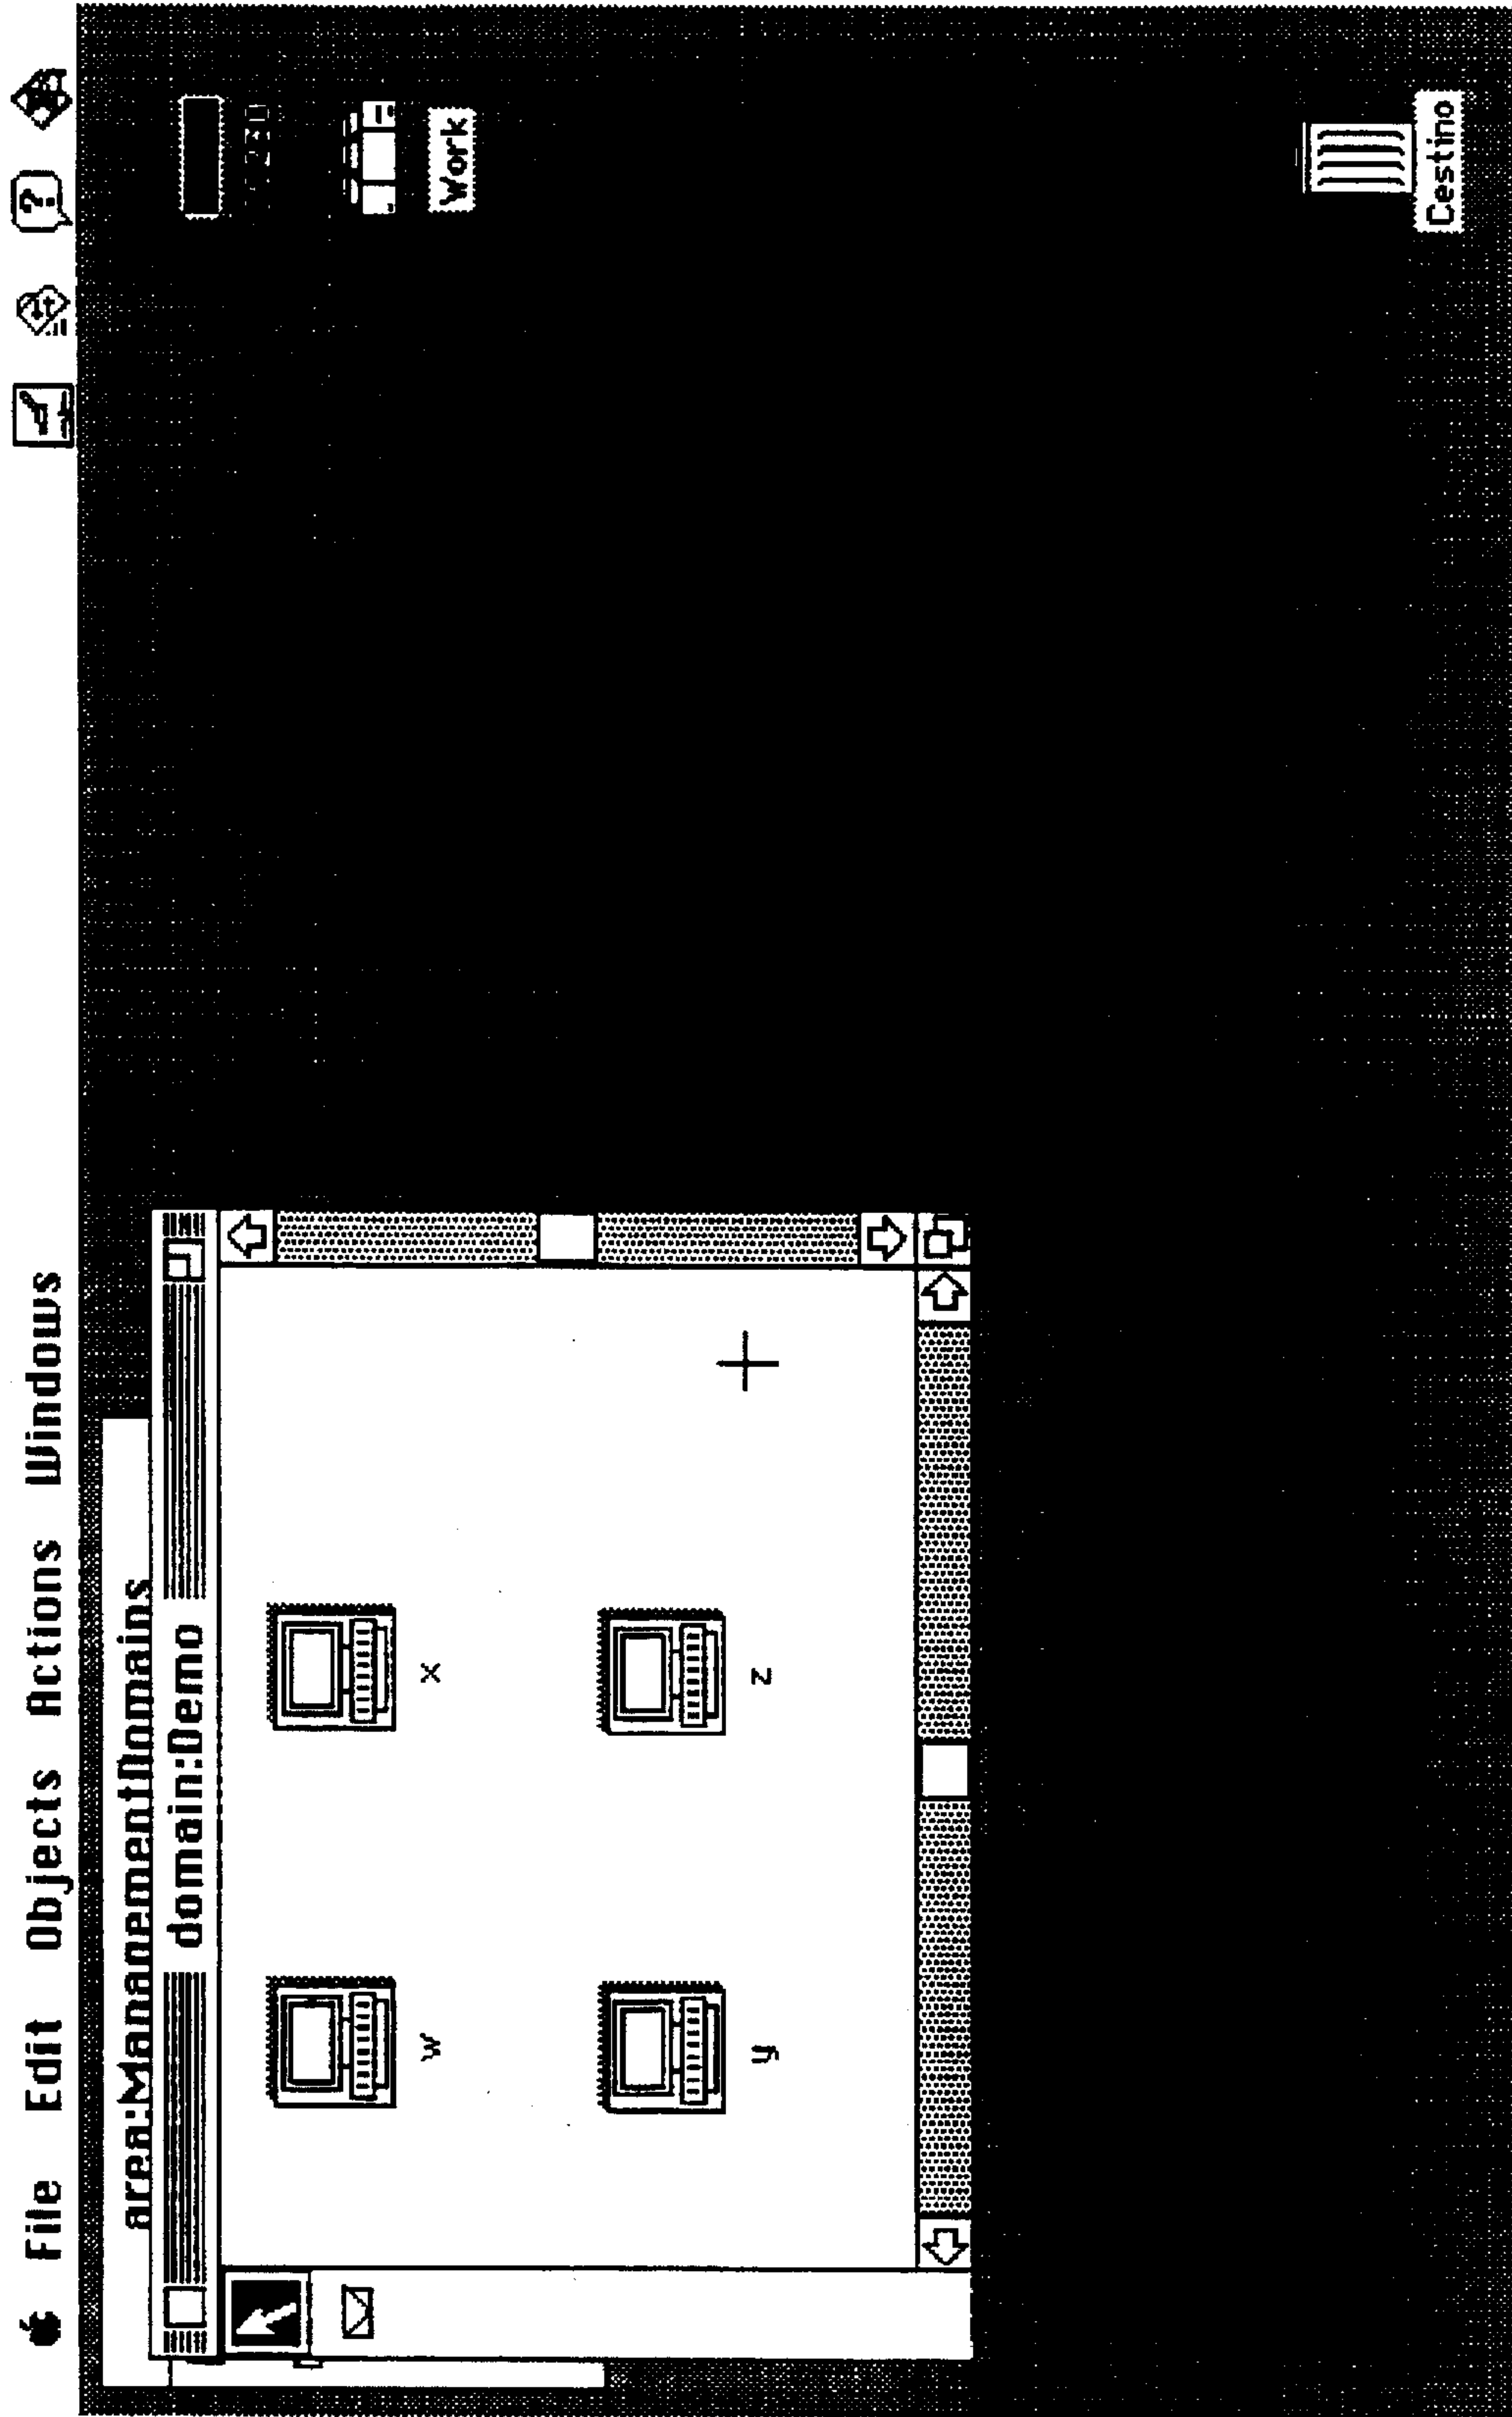 File Edit Objects Actions Windows
area:ManagementDomains
domain:Demo
w x
y z
Work
Cestino